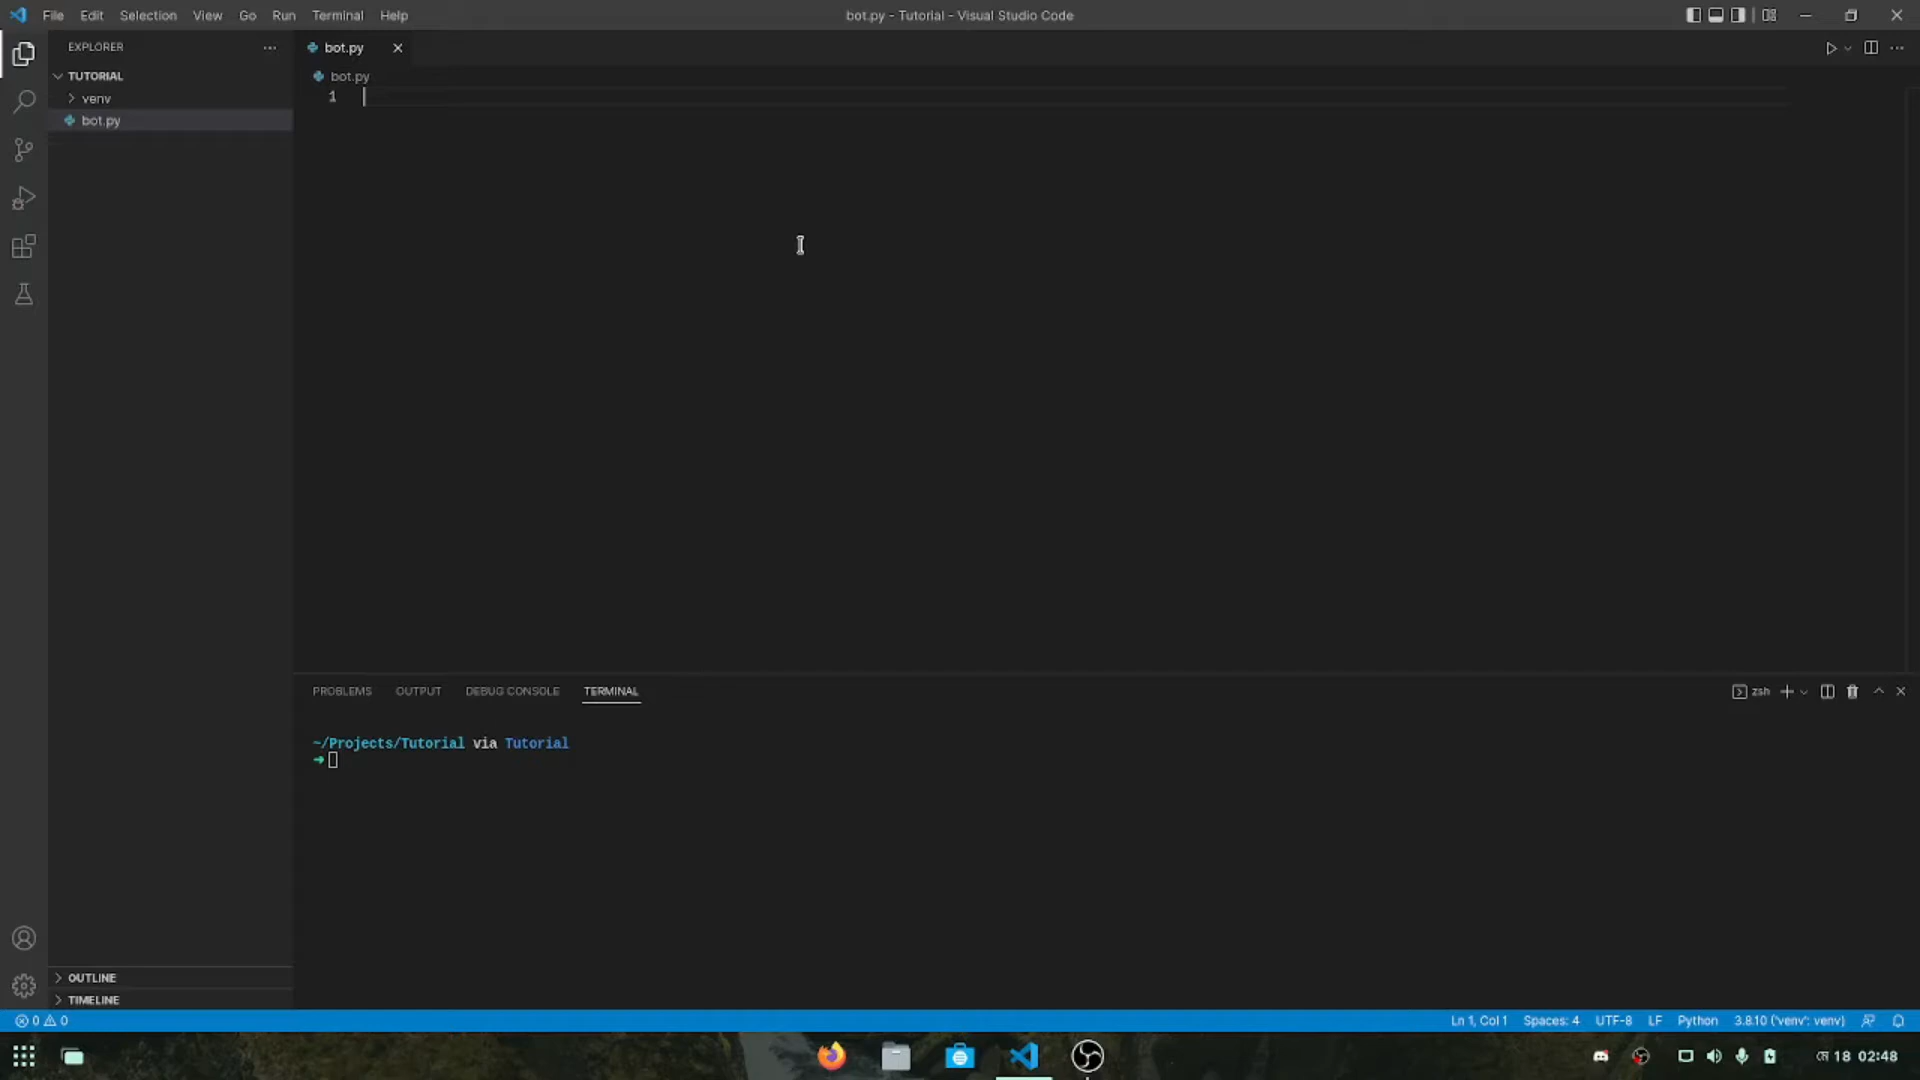 File Edit Selection View Go Run Terminal Help
bot.py - Tutorial - Visual Studio Code
EXPLORER
TUTORIAL
venv
bot.py
bot.py
bot.py
1
PROBLEMS OUTPUT DEBUG CONSOLE TERMINAL
zsh
~/Projects/Tutorial via Tutorial
➜
OUTLINE
TIMELINE
0 0
Ln 1, Col 1 Spaces: 4 UTF-8 LF Python 3.8.10 ('venv': venv)
মে 18 02:48